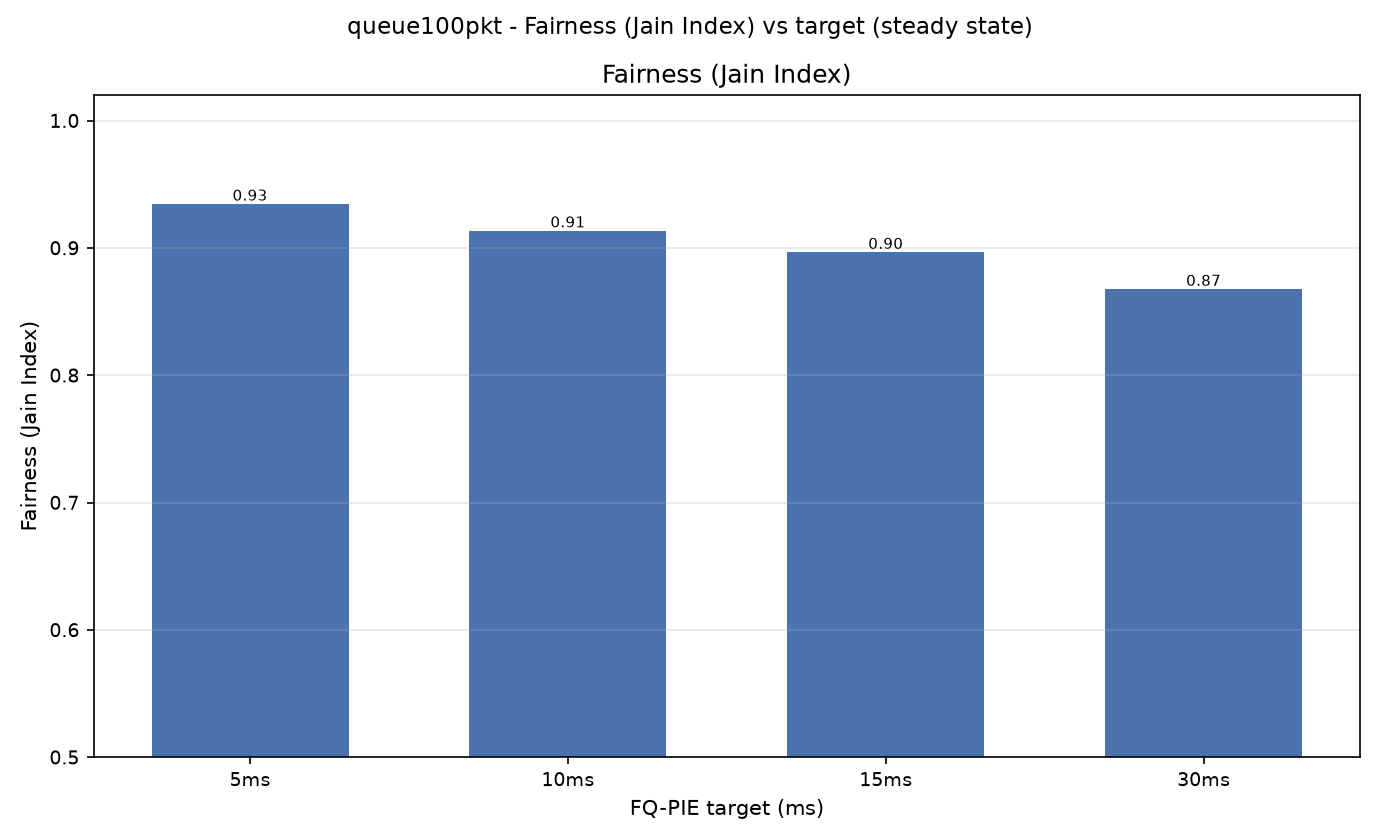 queue100pkt - Fairness (Jain Index) vs target (steady state)
Fairness (Jain Index)
Fairness (Jain Index)
1.0
0.9
0.8
0.7
0.6
0.5
0.93
0.91
0.90
0.87
5ms
10ms
15ms
30ms
FQ-PIE target (ms)